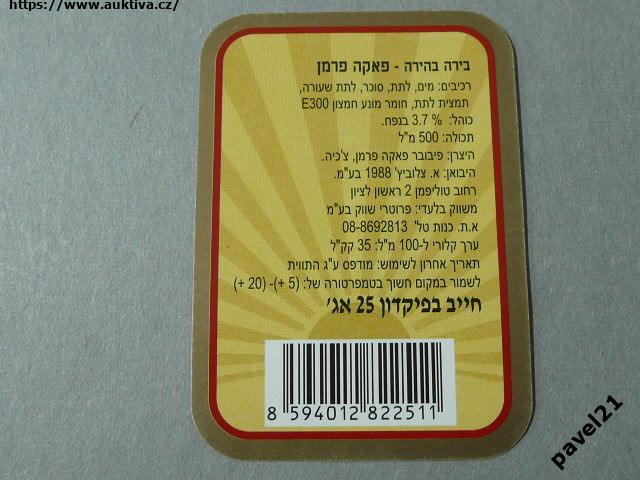 https://www.auktiva.cz/
בירה בהירה - פאקה פרמן
רכיבים: מים, לתת, סוכר, לתת שעורה,
תמצית לתת, חומר מונע חמצון E300
כוהל: % 3.7 בנפח.
תכולה: 500 מ"ל
היצרן: פיבובר פאקה פרמן, צ'כיה.
היבואן: א. צלוביץ' 1988 בע"מ.
רחוב טוליפמן 2 ראשון לציון
משווק בלעדי: פרוטרי שווק בע"מ
א.ת. כנות טל' 08-8692813
ערך קלורי ל-100 מ"ל: 35 קק"ל
תאריך אחרון לשימוש: מודפס ע"ג התווית
לשמור במקום חשוך בטמפרטורה של: (5 +)- (20 +)
חייב בפיקדון 25 אג'
8 594012 822511
pavel21